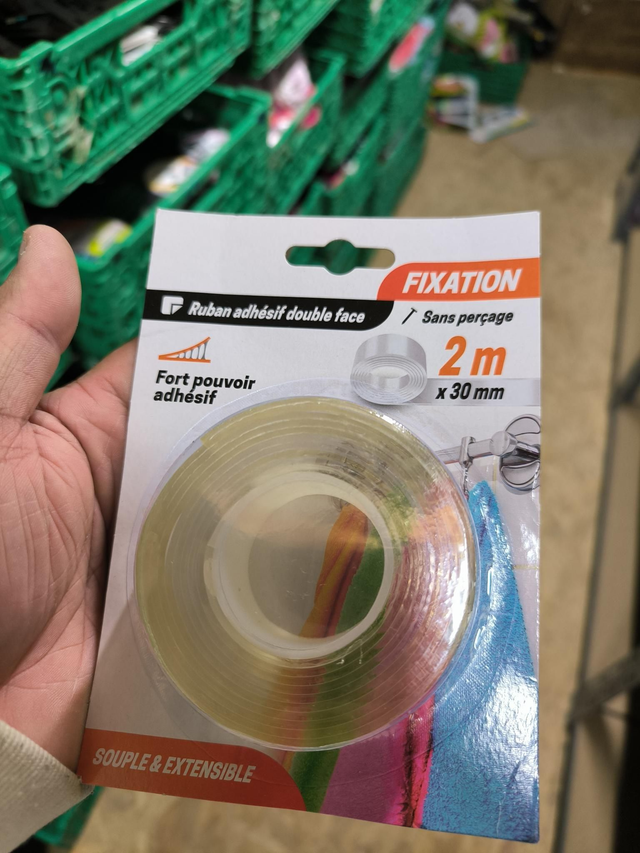 FIXATION
Ruban adhésif double face
Sans perçage
2 m
x 30 mm
Fort pouvoir
adhésif
SOUPLE & EXTENSIBLE